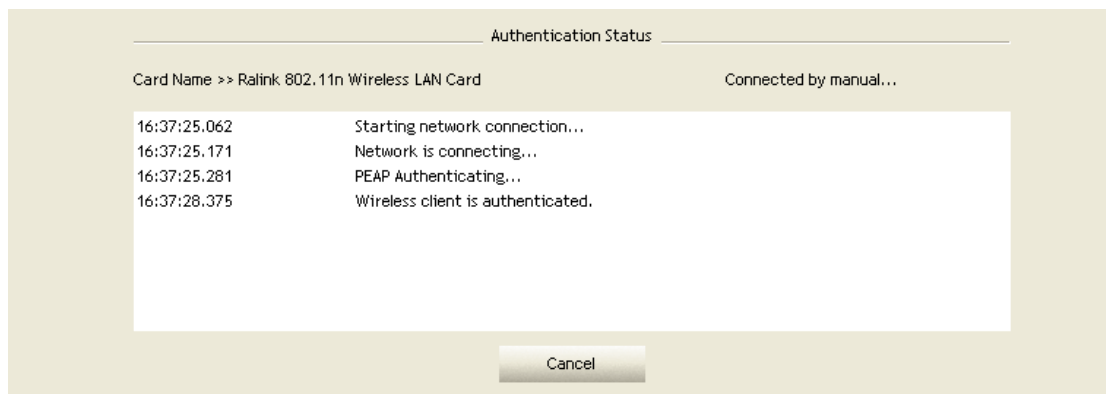 Authentication Status
Card Name >> Ralink 802.11n Wireless LAN Card Connected by manual...
16:37:25.062 Starting network connection...
16:37:25.171 Network is connecting...
16:37:25.281 PEAP Authenticating...
16:37:28.375 Wireless client is authenticated.
Cancel